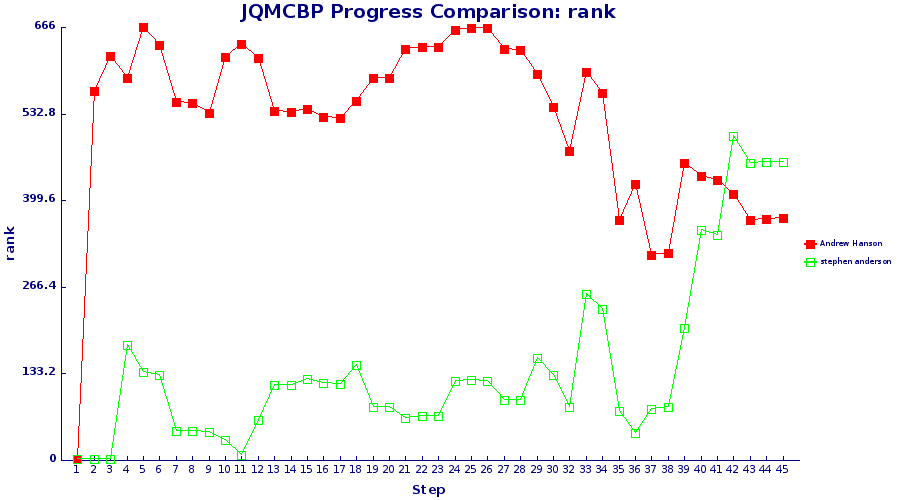 JQMCBP Progress Comparison: rank
666
532.8
399.6
266.4
133.2
0
rank
1 2 3 4 5 6 7 8 9 10 11 12 13 14 15 16 17 18 19 20 21 22 23 24 25 26 27 28 29 30 32 33 34 35 36 37 38 39 40 41 42 43 44 45
Step
Andrew Hanson
stephen anderson